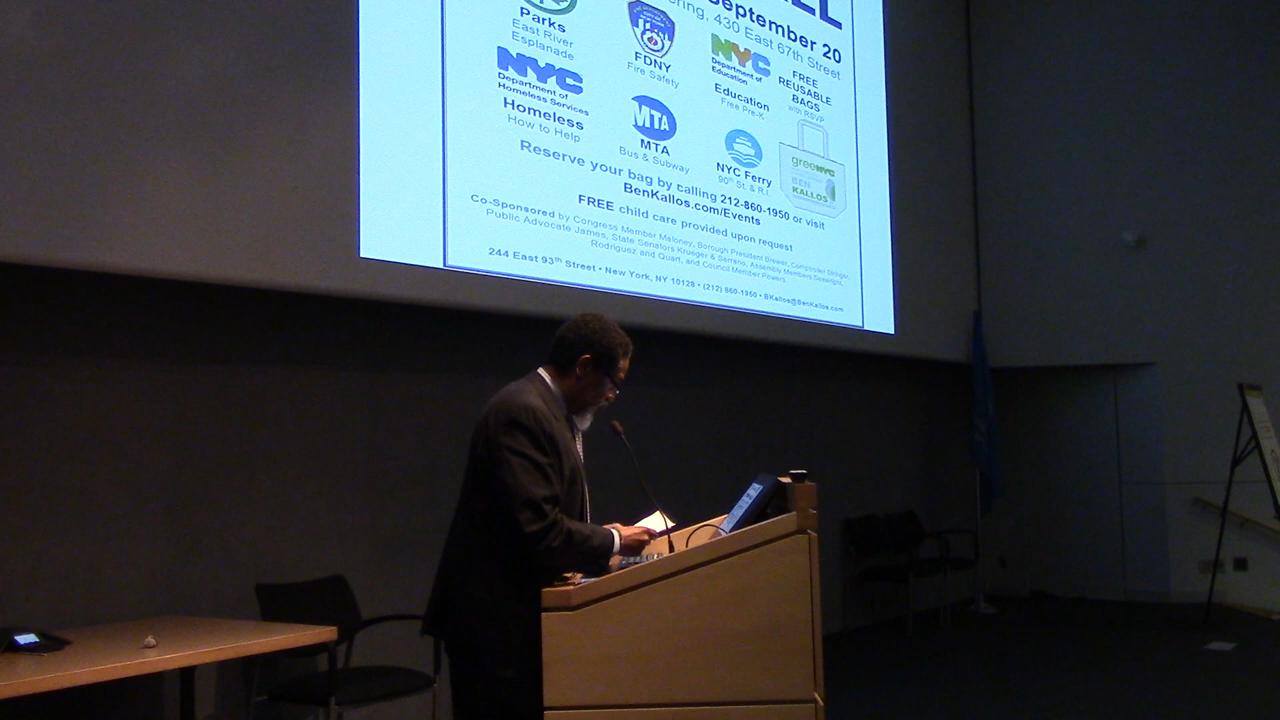 September 20
ering, 430 East 67th Street
Parks
East River
Esplanade
FDNY
Fire Safety
NYC
Department of
Education
Education
Free Pre-K
FREE
REUSABLE
BAGS
with RSVP
NYC
Department of
Homeless Services
Homeless
How to Help
MTA
MTA
Bus & Subway
NYC Ferry
90th St. & R.I.
greeNYC
BEN
KALLOS
Reserve your bag by calling 212-860-1950 or visit
BenKallos.com/Events
FREE child care provided upon request
Co-Sponsored by Congress Member Maloney, Borough President Brewer, Comptroller Stringer,
Public Advocate James, State Senators Krueger & Serrano, Assembly Members Seawright,
Rodriguez and Quart, and Council Member Powers.
244 East 93th Street • New York, NY 10128 • (212) 860-1950 • BKallos@BenKallos.com